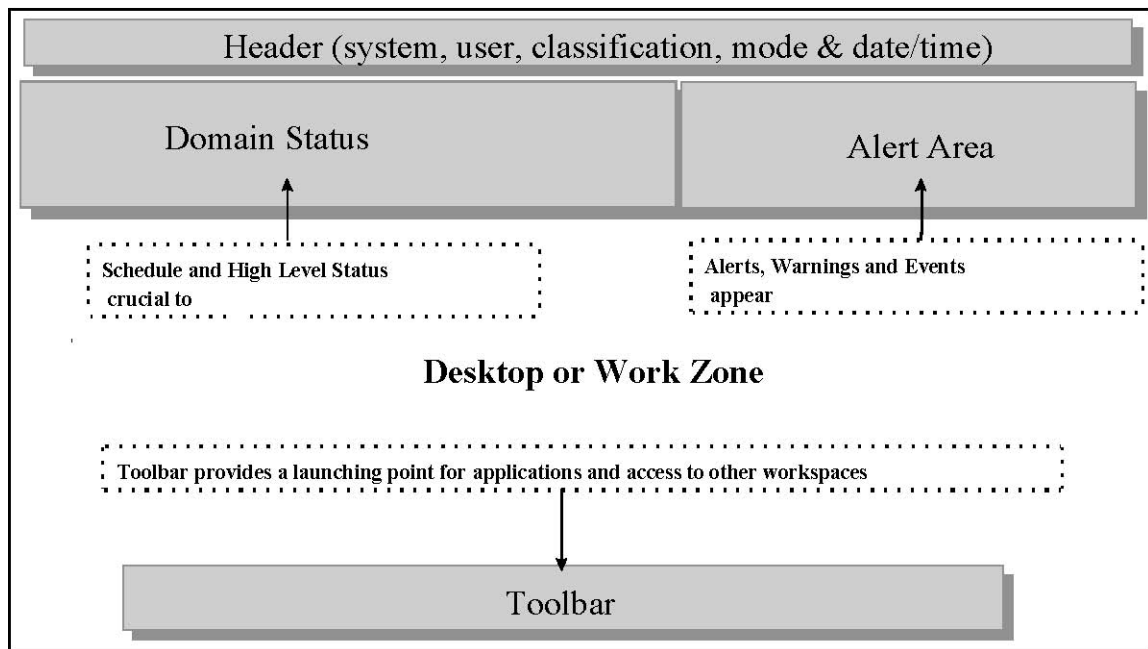 Header (system, user, classification, mode & date/time)
Domain Status
Alert Area
Schedule and High Level Status
crucial to
Alerts, Warnings and Events
appear
Desktop or Work Zone
Toolbar provides a launching point for applications and access to other workspaces
Toolbar